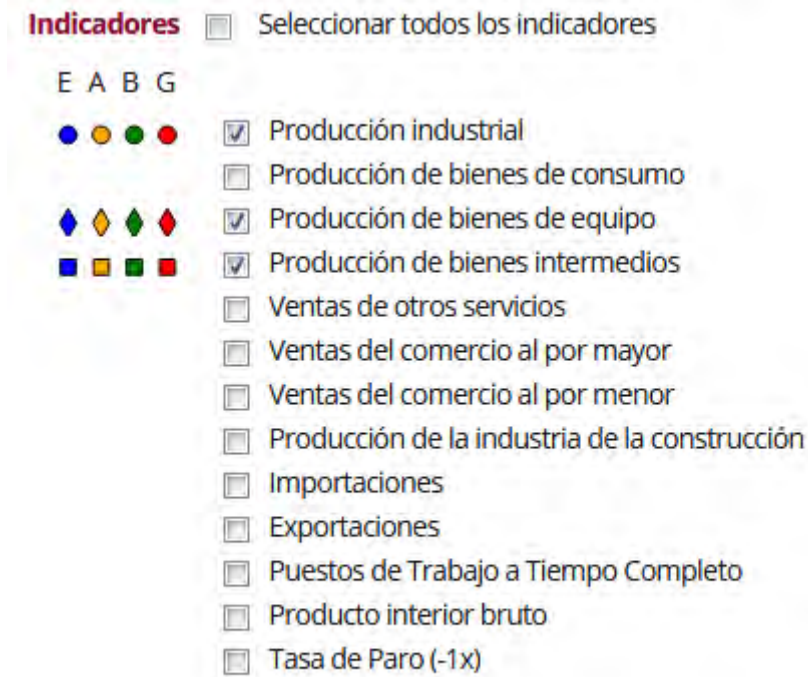 Indicadores Seleccionar todos los indicadores
E A B G
Producción industrial
Producción de bienes de consumo
Producción de bienes de equipo
Producción de bienes intermedios
Ventas de otros servicios
Ventas del comercio al por mayor
Ventas del comercio al por menor
Producción de la industria de la construcción
Importaciones
Exportaciones
Puestos de Trabajo a Tiempo Completo
Producto interior bruto
Tasa de Paro (-1x)